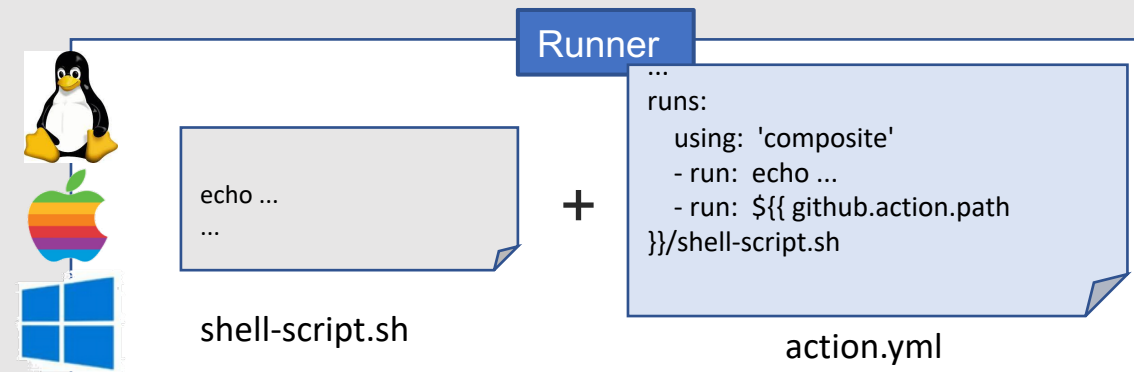 Runner
echo ...
...
shell-script.sh
+
...
runs:
using: 'composite'
- run: echo ...
- run: ${{ github.action.path
}}/shell-script.sh
action.yml